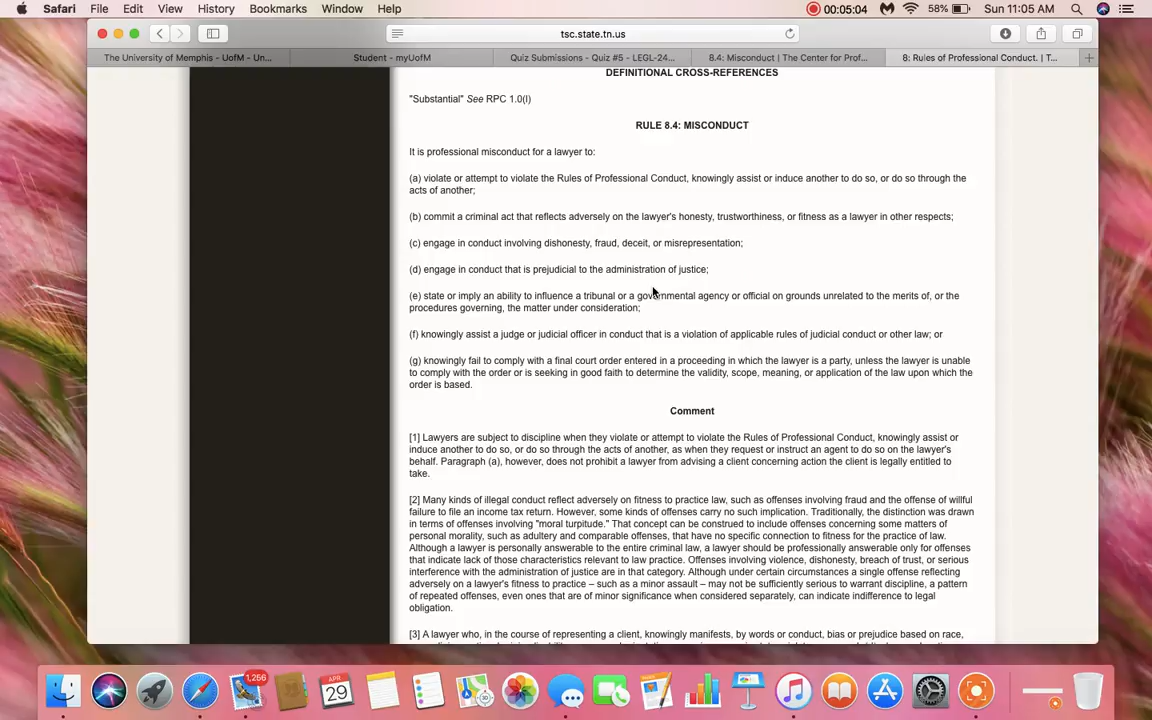 Safari File Edit View History Bookmarks Window Help 00:05:04 58% Sun 11:05 AM
tsc.state.tn.us
The University of Memphis - UofM - Un... Student - myUofM Quiz Submissions - Quiz #5 - LEGL-24... 8.4: Misconduct | The Center for Prof... 8: Rules of Professional Conduct. | T...
DEFINITIONAL CROSS-REFERENCES
"Substantial" See RPC 1.0(l)
RULE 8.4: MISCONDUCT
It is professional misconduct for a lawyer to:
(a) violate or attempt to violate the Rules of Professional Conduct, knowingly assist or induce another to do so, or do so through the
acts of another;
(b) commit a criminal act that reflects adversely on the lawyer's honesty, trustworthiness, or fitness as a lawyer in other respects;
(c) engage in conduct involving dishonesty, fraud, deceit, or misrepresentation;
(d) engage in conduct that is prejudicial to the administration of justice;
(e) state or imply an ability to influence a tribunal or a governmental agency or official on grounds unrelated to the merits of, or the
procedures governing, the matter under consideration;
(f) knowingly assist a judge or judicial officer in conduct that is a violation of applicable rules of judicial conduct or other law; or
(g) knowingly fail to comply with a final court order entered in a proceeding in which the lawyer is a party, unless the lawyer is unable
to comply with the order or is seeking in good faith to determine the validity, scope, meaning, or application of the law upon which the
order is based.
Comment
[1] Lawyers are subject to discipline when they violate or attempt to violate the Rules of Professional Conduct, knowingly assist or
induce another to do so, or do so through the acts of another, as when they request or instruct an agent to do so on the lawyer's
behalf. Paragraph (a), however, does not prohibit a lawyer from advising a client concerning action the client is legally entitled to
take.
[2] Many kinds of illegal conduct reflect adversely on fitness to practice law, such as offenses involving fraud and the offense of willful
failure to file an income tax return. However, some kinds of offenses carry no such implication. Traditionally, the distinction was drawn
in terms of offenses involving "moral turpitude." That concept can be construed to include offenses concerning some matters of
personal morality, such as adultery and comparable offenses, that have no specific connection to fitness for the practice of law.
Although a lawyer is personally answerable to the entire criminal law, a lawyer should be professionally answerable only for offenses
that indicate lack of those characteristics relevant to law practice. Offenses involving violence, dishonesty, breach of trust, or serious
interference with the administration of justice are in that category. Although under certain circumstances a single offense reflecting
adversely on a lawyer's fitness to practice – such as a minor assault – may not be sufficiently serious to warrant discipline, a pattern
of repeated offenses, even ones that are of minor significance when considered separately, can indicate indifference to legal
obligation.
[3] A lawyer who, in the course of representing a client, knowingly manifests, by words or conduct, bias or prejudice based on race,
1,256
APR
29